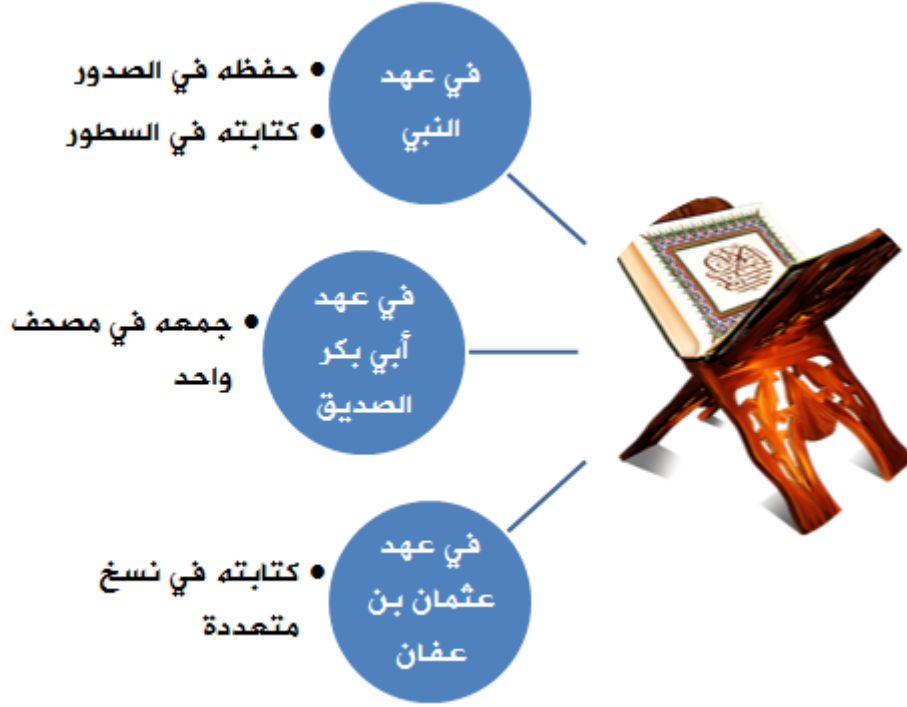 في عهد
النبي
حفظه في الصدور
كتابته في السطور
في عهد
أبي بكر
الصديق
جمعه في مصحف
واحد
في عهد
عثمان بن
عفان
كتابته في نسخ
متعددة